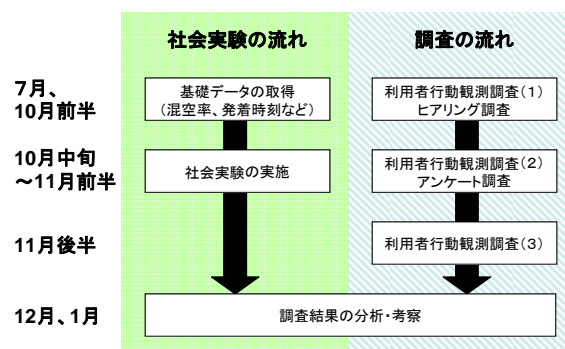 社会実験の流れ
調査の流れ
7月、
10月前半
基礎データの取得
(混空率、発着時刻など)
利用者行動観測調査(1)
ヒアリング調査
10月中旬
～11月前半
社会実験の実施
利用者行動観測調査(2)
アンケート調査
11月後半
利用者行動観測調査(3)
12月、1月
調査結果の分析・考察